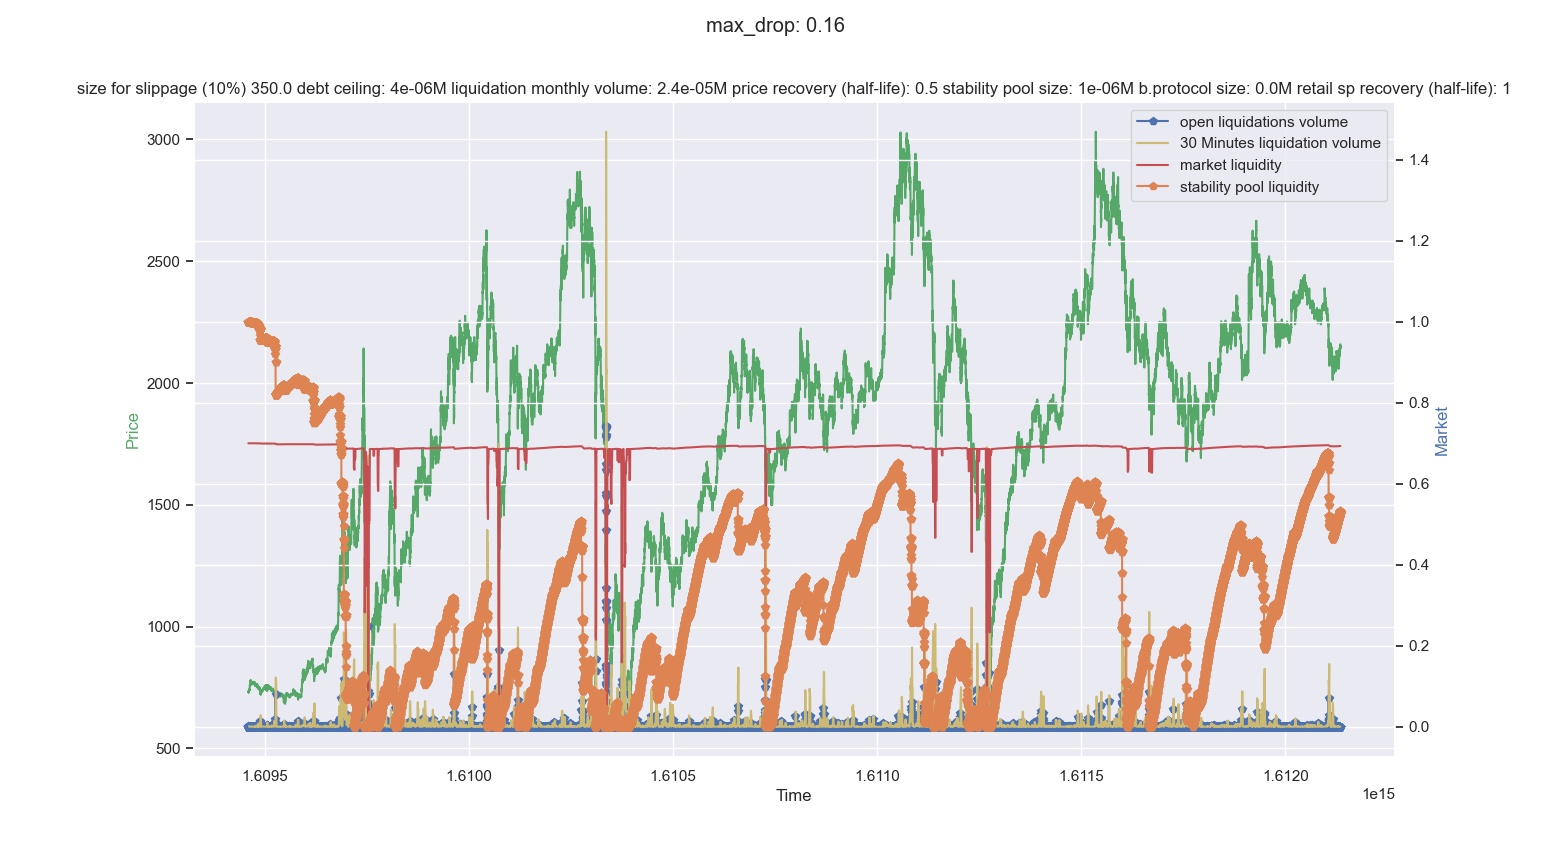 max_drop: 0.16
size for slippage (10%) 350.0 debt ceiling: 4e-06M liquidation monthly volume: 2.4e-05M price recovery (half-life): 0.5 stability pool size: 1e-06M b.protocol size: 0.0M retail sp recovery (half-life): 1
open liquidations volume
30 Minutes liquidation volume
market liquidity
stability pool liquidity
3000
2500
2000
1500
1000
500
Price
1.4
1.2
1.0
0.8
0.6
0.4
0.2
0.0
Market
1.6095 1.6100 1.6105 1.6110 1.6115 1.6120
1e15
Time